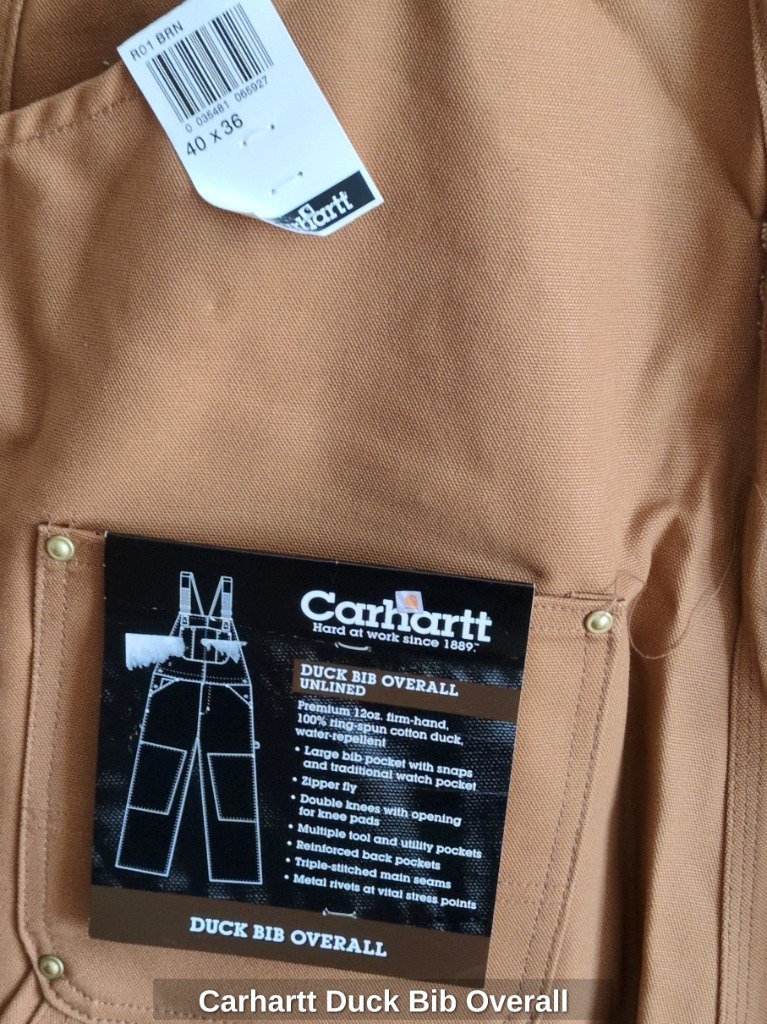 R01 BRN
0 035481 065927
40 x 36
Carhartt
Hard at work since 1889.™
DUCK BIB OVERALL
UNLINED
Premium 12oz. firm-hand,
100% ring-spun cotton duck,
water-repellent
• Large bib pocket with snaps
and traditional watch pocket
• Zipper fly
• Double knees with opening
for knee pads
• Multiple tool and utility pockets
• Reinforced back pockets
• Triple-stitched main seams
• Metal rivets at vital stress points
DUCK BIB OVERALL
Carhartt Duck Bib Overall